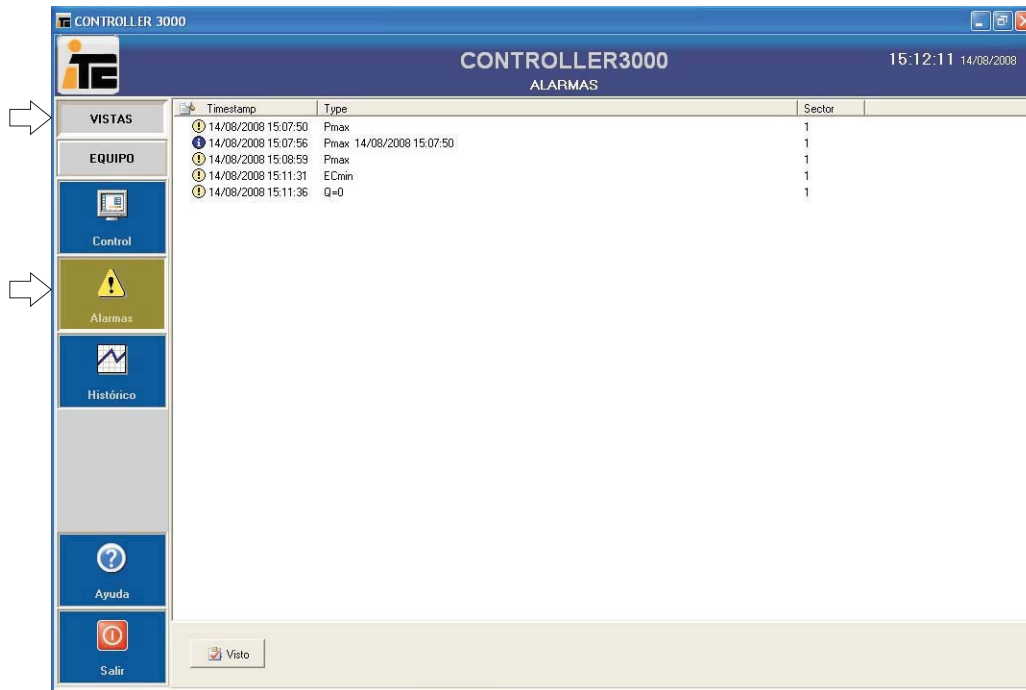 CONTROLLER 3000
iTC
CONTROLLER3000
ALARMAS
15:12:11 14/08/2008
VISTAS
EQUIPO
Control
Alarmas
Histórico
Ayuda
Salir
Timestamp Type Sector
14/08/2008 15:07:50 Pmax 1
14/08/2008 15:07:56 Pmax 14/08/2008 15:07:50 1
14/08/2008 15:08:59 Pmax 1
14/08/2008 15:11:31 ECmin 1
14/08/2008 15:11:36 Q=0 1
Visto